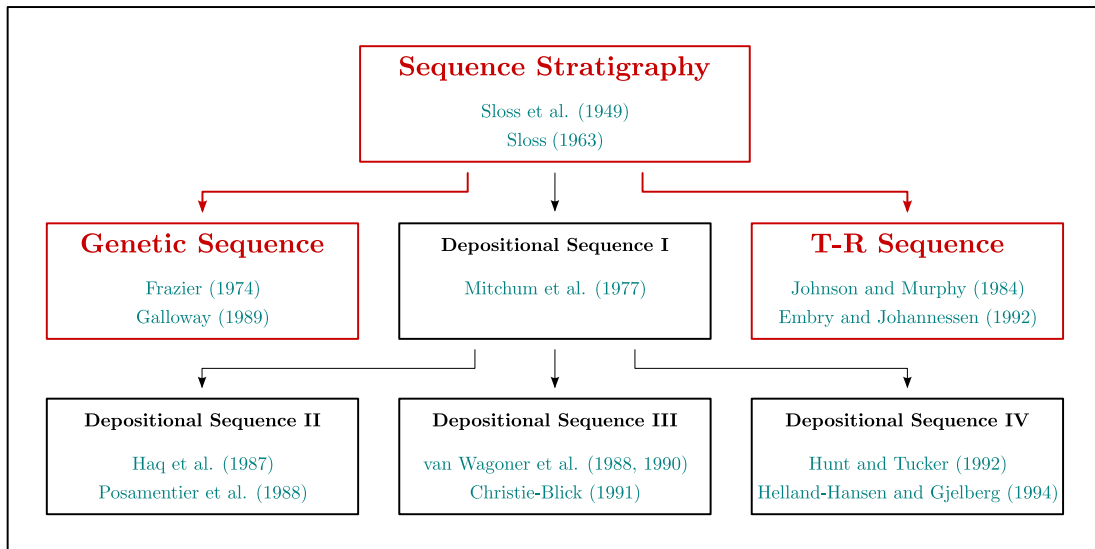 Sequence Stratigraphy
Sloss et al. (1949)
Sloss (1963)
Genetic Sequence
Frazier (1974)
Galloway (1989)
Depositional Sequence I
Mitchum et al. (1977)
T-R Sequence
Johnson and Murphy (1984)
Embry and Johannessen (1992)
Depositional Sequence II
Haq et al. (1987)
Posamentier et al. (1988)
Depositional Sequence III
van Wagoner et al. (1988, 1990)
Christie-Blick (1991)
Depositional Sequence IV
Hunt and Tucker (1992)
Helland-Hansen and Gjelberg (1994)